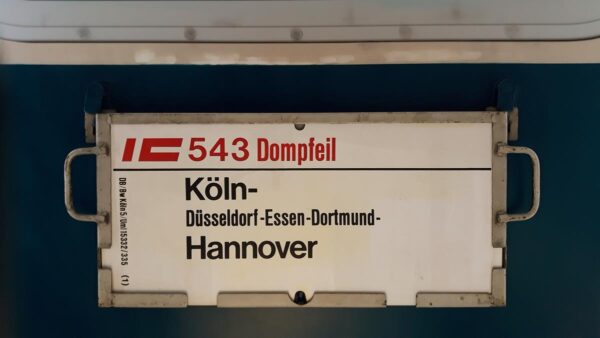 IC 543 Dompfeil
Köln-
Düsseldorf-Essen-Dortmund-
Hannover